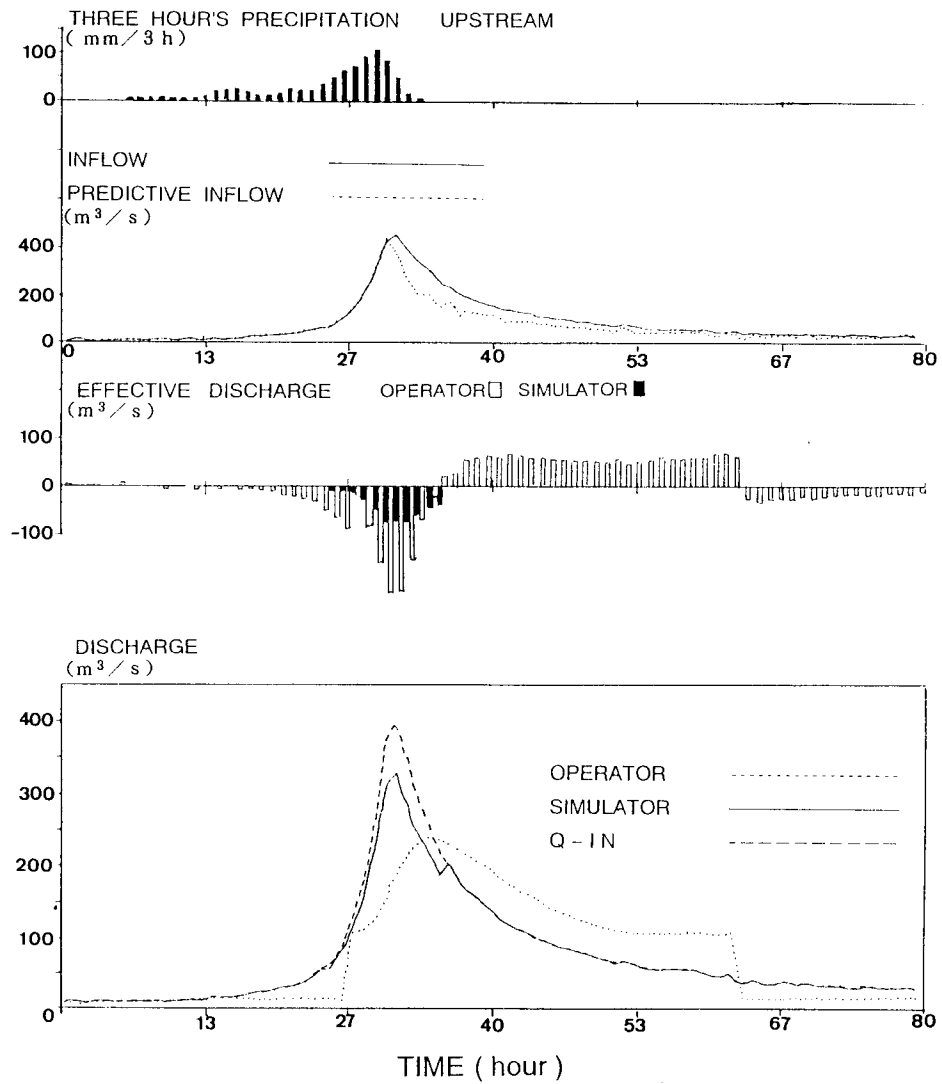 THREE HOUR'S PRECIPITATION UPSTREAM
(mm/3h)
100
0
INFLOW
PREDICTIVE INFLOW
(m³/s)
400
200
0
0 13 27 40 53 67 80
EFFECTIVE DISCHARGE OPERATOR SIMULATOR
(m³/s)
100
0
-100
DISCHARGE
(m³/s)
400
300
200
100
0
OPERATOR
SIMULATOR
Q-IN
13 27 40 53 67 80
TIME (hour)